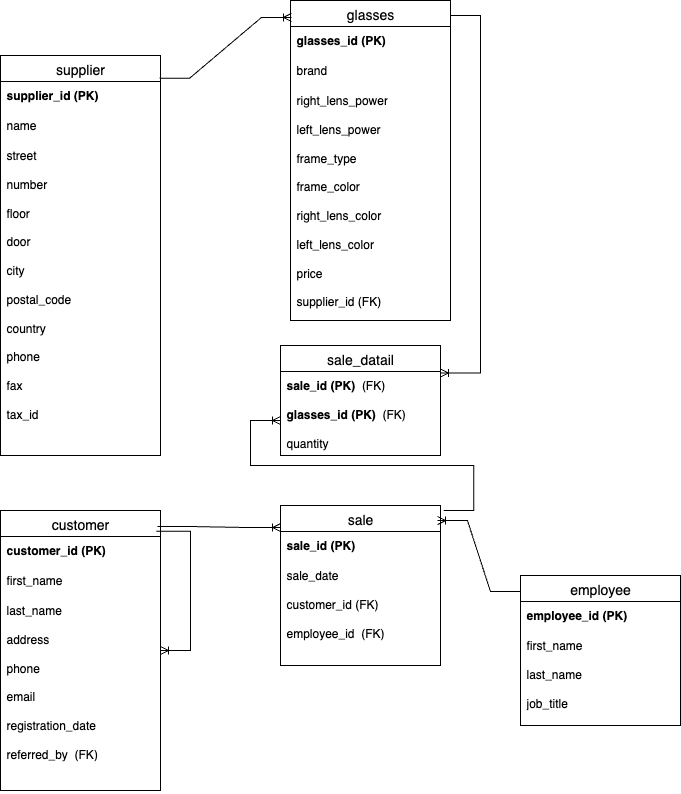 glasses
glasses_id (PK)
brand
right_lens_power
left_lens_power
frame_type
frame_color
right_lens_color
left_lens_color
price
supplier_id (FK)
supplier
supplier_id (PK)
name
street
number
floor
door
city
postal_code
country
phone
fax
tax_id
sale_datail
sale_id (PK) (FK)
glasses_id (PK) (FK)
quantity
customer
customer_id (PK)
first_name
last_name
address
phone
email
registration_date
referred_by (FK)
sale
sale_id (PK)
sale_date
customer_id (FK)
employee_id (FK)
employee
employee_id (PK)
first_name
last_name
job_title